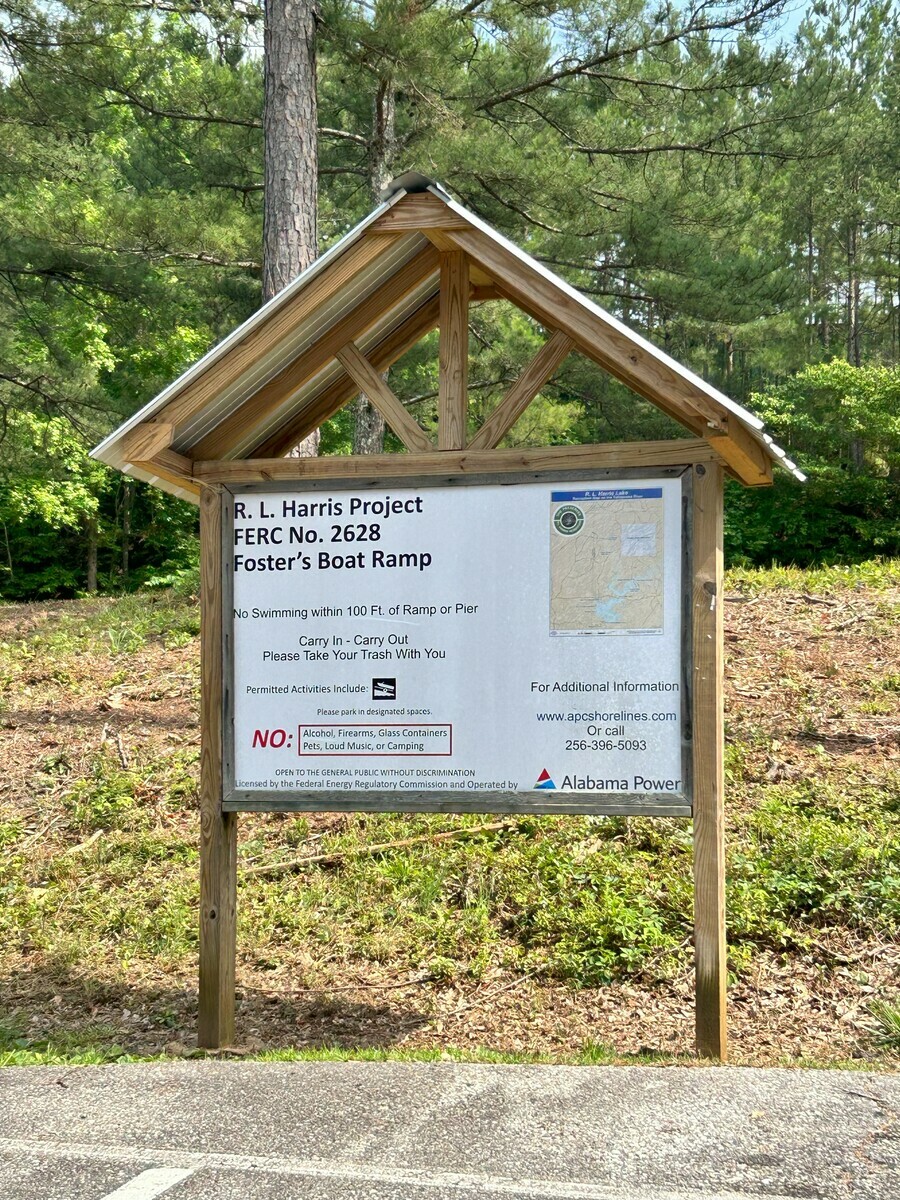 R. L. Harris Project
FERC No. 2628
Foster's Boat Ramp
R. L. Harris Lake
No Swimming within 100 Ft. of Ramp or Pier
Carry In - Carry Out
Please Take Your Trash With You
Permitted Activities Include:
Please park in designated spaces.
NO:
Alcohol, Firearms, Glass Containers
Pets, Loud Music, or Camping
For Additional Information
www.apcshorelines.com
Or call
256-396-5093
OPEN TO THE GENERAL PUBLIC WITHOUT DISCRIMINATION
Licensed by the Federal Energy Regulatory Commission and Operated by
Alabama Power